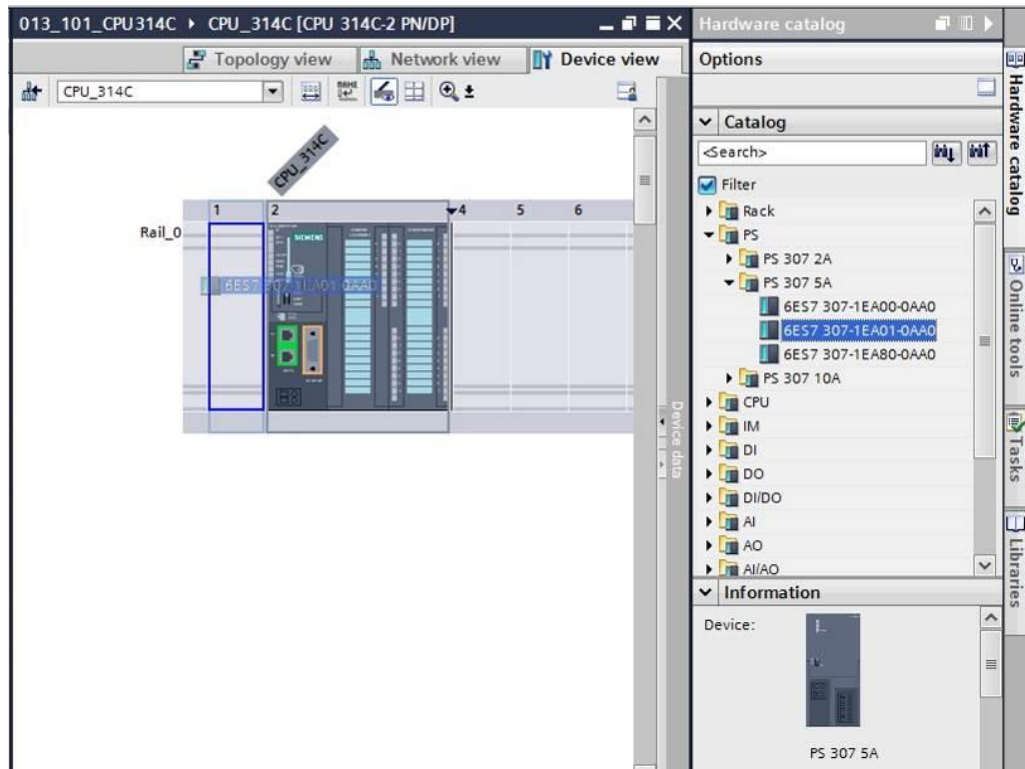 013_101_CPU314C ▸ CPU_314C [CPU 314C-2 PN/DP]
Topology view
Network view
Device view
CPU_314C
CPU_314C
1 2 4 5 6
Rail_0
SIEMENS
6ES7 307-1EA01-0AA0
Device data
Hardware catalog
Options
Catalog
<Search>
Filter
Rack
PS
PS 307 2A
PS 307 5A
6ES7 307-1EA00-0AA0
6ES7 307-1EA01-0AA0
6ES7 307-1EA80-0AA0
PS 307 10A
CPU
IM
DI
DO
DI/DO
AI
AO
AI/AO
Information
Device:
PS 307 5A
Hardware catalog
Online tools
Tasks
Libraries